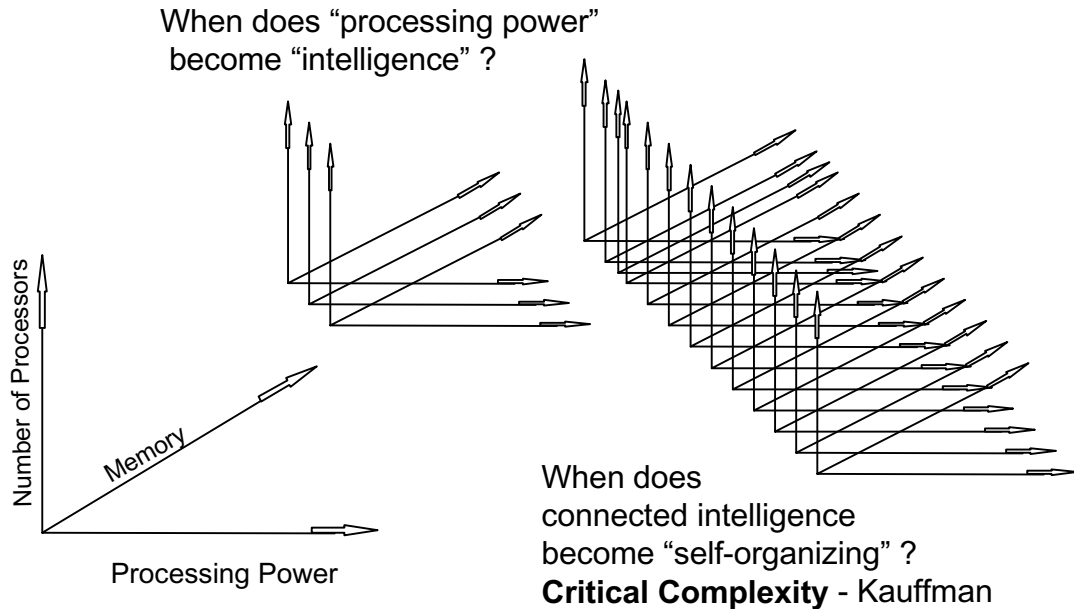 When does “processing power”
become “intelligence” ?
Number of Processors
Memory
Processing Power
When does
connected intelligence
become “self-organizing” ?
Critical Complexity - Kauffman